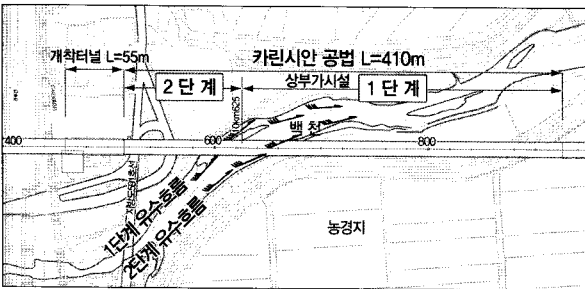 개착터널 L=55m
카린시안 공법 L=410m
상부가시설
2 단 계
1 단 계
10km625
백 천
400
600
800
1단계 유수흐름
2단계 유수흐름
농경지